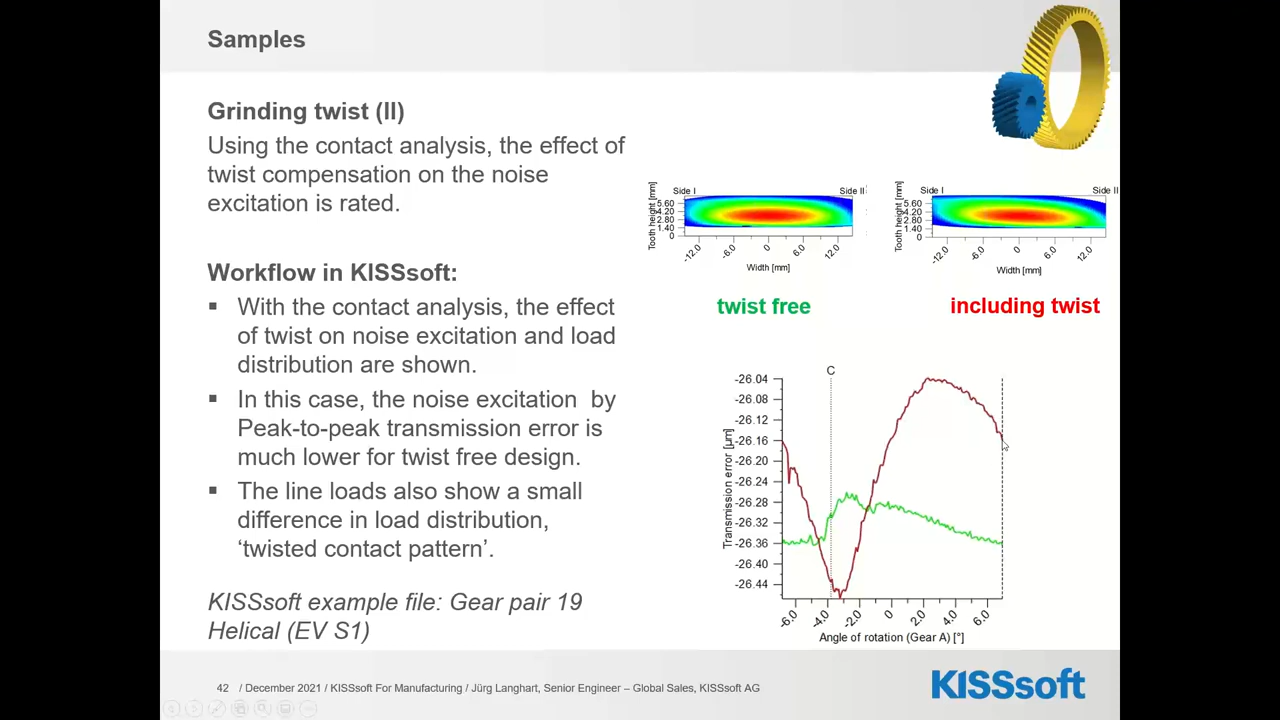 Samples
Grinding twist (II)
Using the contact analysis, the effect of
twist compensation on the noise
excitation is rated.
Workflow in KISSsoft:
▪ With the contact analysis, the effect
of twist on noise excitation and load
distribution are shown.
▪ In this case, the noise excitation by
Peak-to-peak transmission error is
much lower for twist free design.
▪ The line loads also show a small
difference in load distribution,
‘twisted contact pattern’.
KISSsoft example file: Gear pair 19
Helical (EV S1)
Side I
Side II
Tooth height [mm]
5.60
4.20
2.80
1.40
0
-12.0
-6.0
0
6.0
12.0
Width [mm]
twist free
Side I
Side II
Tooth height [mm]
5.60
4.20
2.80
1.40
0
-12.0
-6.0
0
6.0
12.0
Width [mm]
including twist
C
Transmission error [µm]
-26.04
-26.08
-26.12
-26.16
-26.20
-26.24
-26.28
-26.32
-26.36
-26.40
-26.44
-6.0
-4.0
-2.0
0
2.0
4.0
6.0
Angle of rotation (Gear A) [°]
42 / December 2021 / KISSsoft For Manufacturing / Jürg Langhart, Senior Engineer – Global Sales, KISSsoft AG
KISSsoft